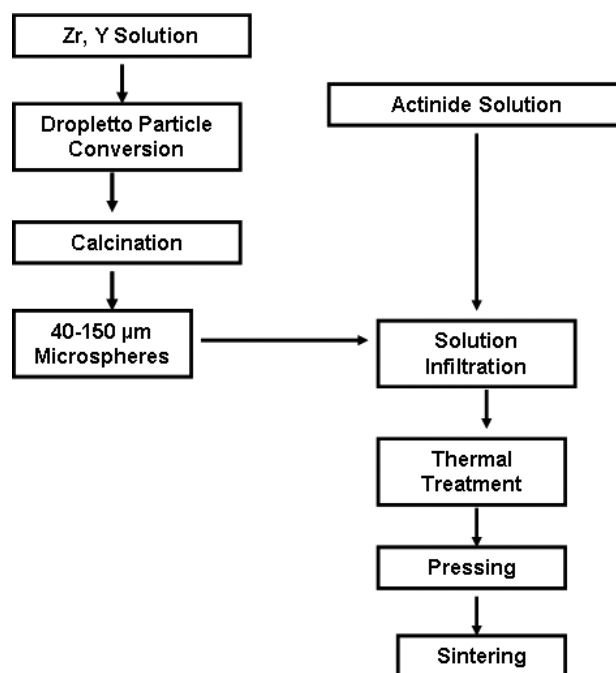 Zr, Y Solution
Dropletto Particle
Conversion
Calcination
40-150 µm
Microspheres
Actinide Solution
Solution
Infiltration
Thermal
Treatment
Pressing
Sintering